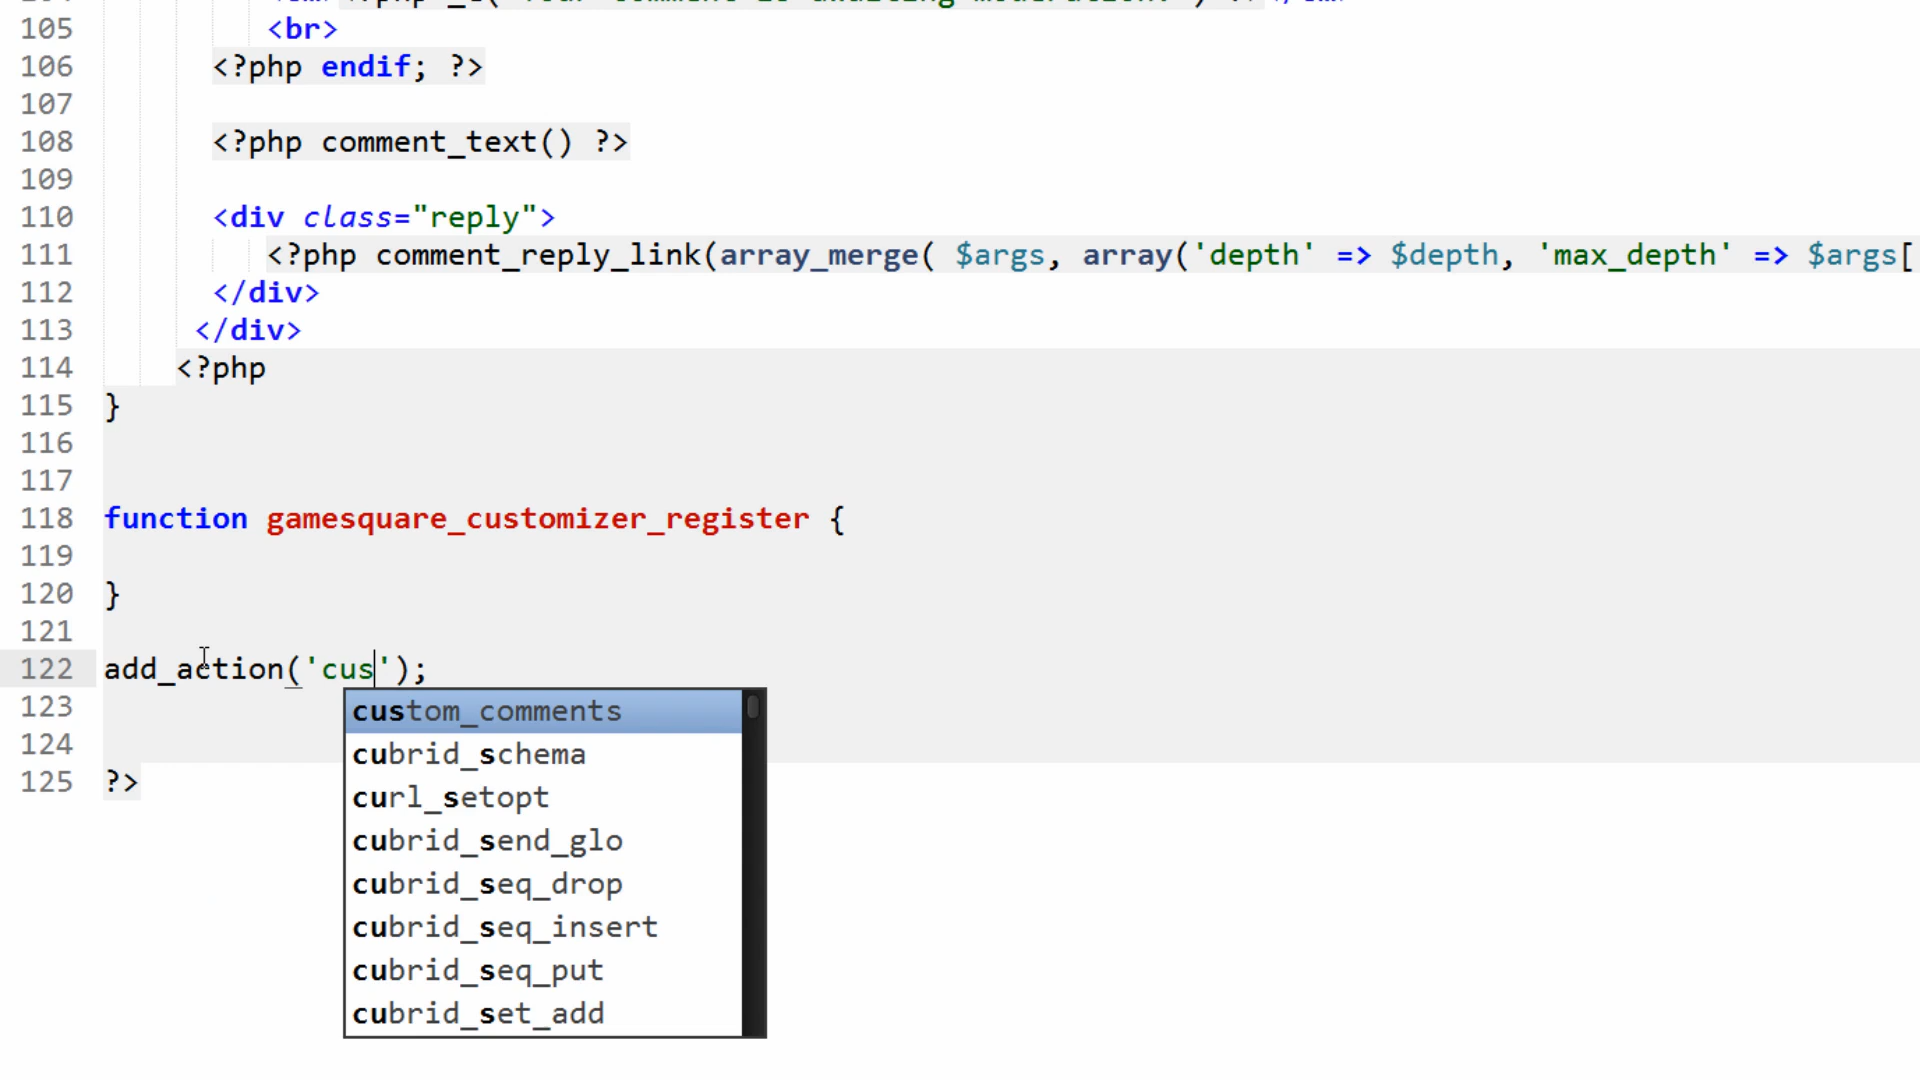 105 <br>
106 <?php endif; ?>
107
108 <?php comment_text() ?>
109
110 <div class="reply">
111 <?php comment_reply_link(array_merge( $args, array('depth' => $depth, 'max_depth' => $args[
112 </div>
113 </div>
114 <?php
115 }
116
117
118 function gamesquare_customizer_register {
119
120 }
121
122 add_action('cus');
custom_comments
123
cubrid_schema
124
125 ?>
curl_setopt
cubrid_send_glo
cubrid_seq_drop
cubrid_seq_insert
cubrid_seq_put
cubrid_set_add